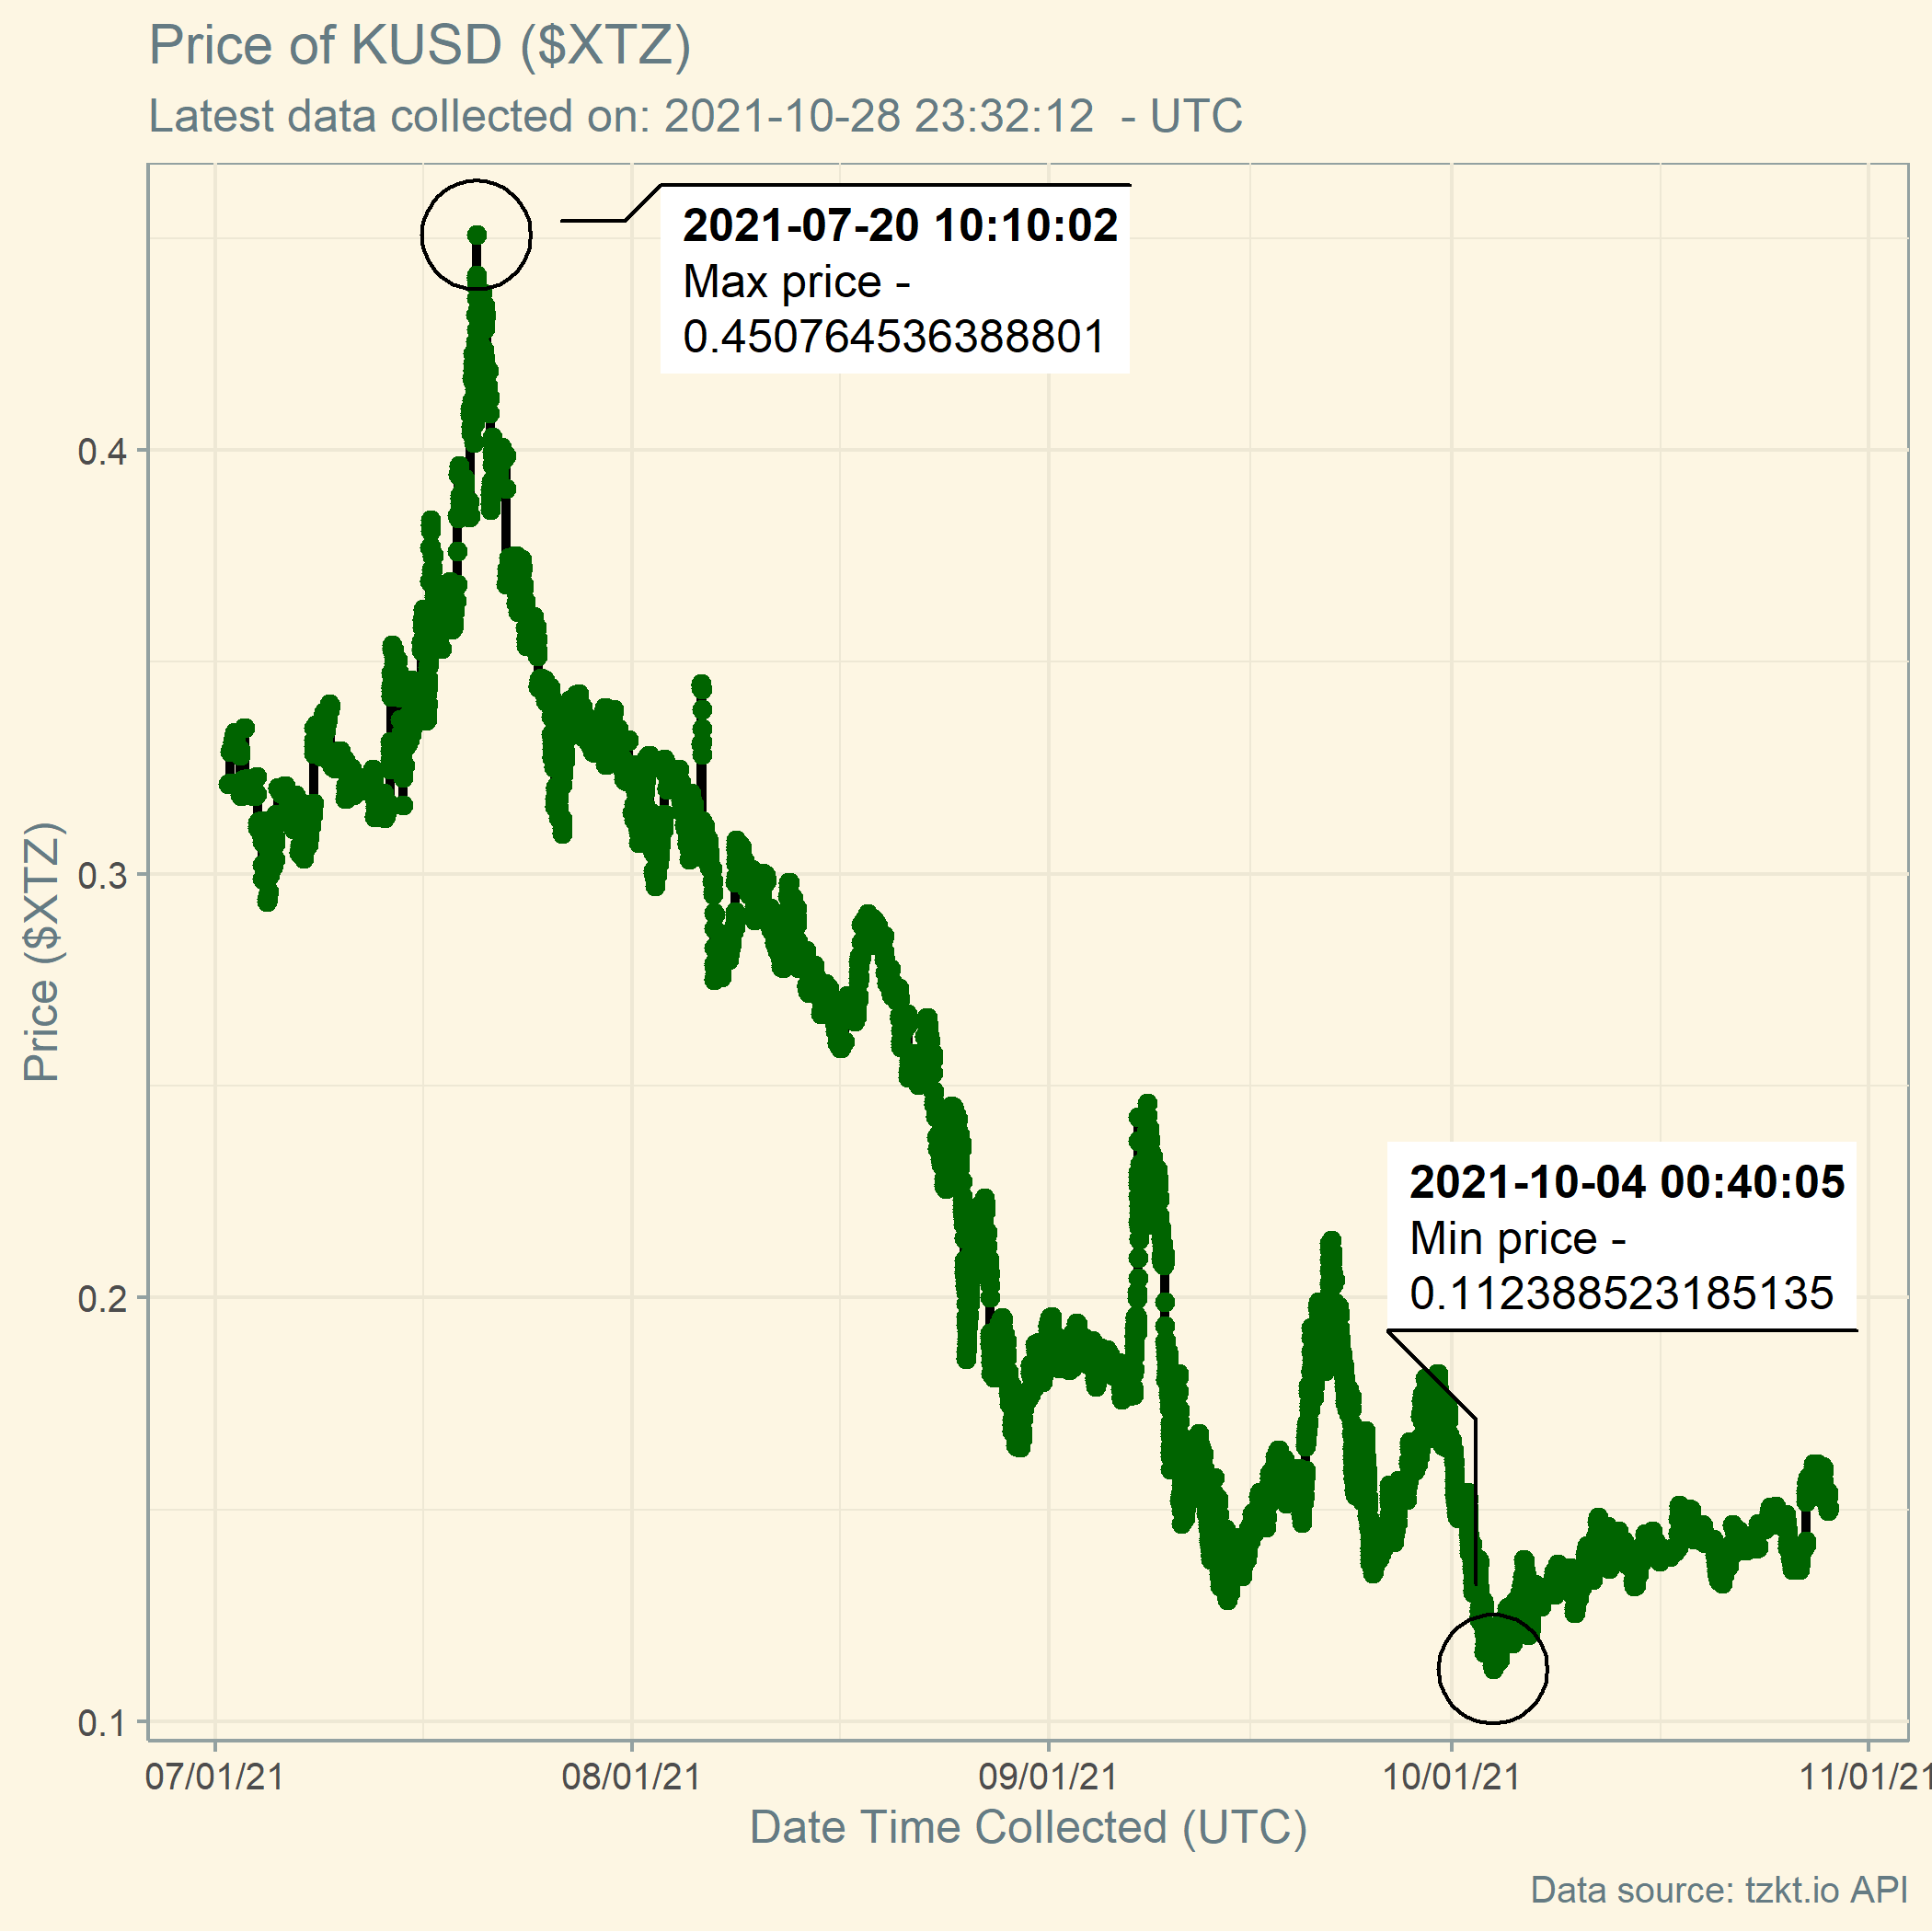 Price of KUSD ($XTZ)
Latest data collected on: 2021-10-28 23:32:12  - UTC
2021-07-20 10:10:02
Max price -
0.450764536388801
0.4
0.3
0.2
0.1
Price ($XTZ)
2021-10-04 00:40:05
Min price -
0.112388523185135
07/01/21 08/01/21 09/01/21 10/01/21 11/01/21
Date Time Collected (UTC)
Data source: tzkt.io API